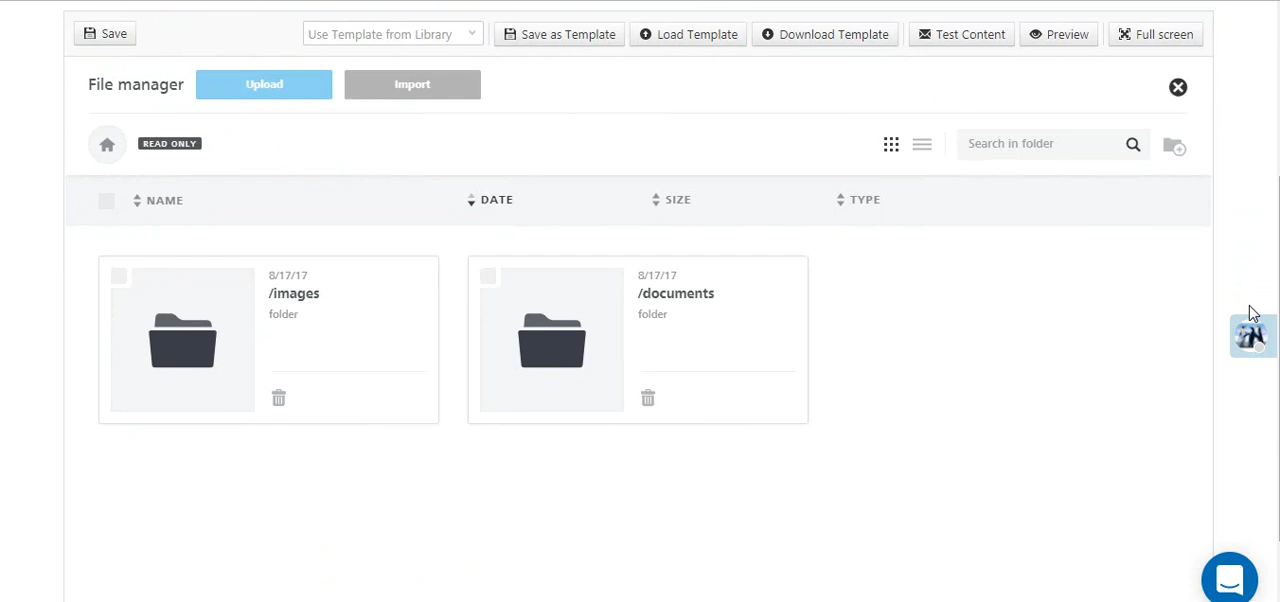 Save
Use Template from Library
Save as Template
Load Template
Download Template
Test Content
Preview
Full screen
File manager
Upload
Import
READ ONLY
Search in folder
NAME
DATE
SIZE
TYPE
8/17/17
/images
folder
8/17/17
/documents
folder